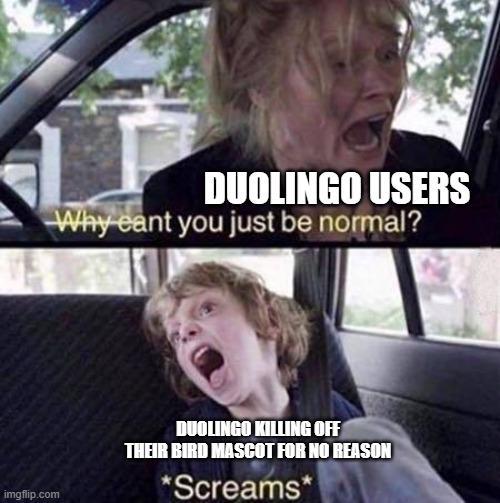 DUOLINGO USERS
Why cant you just be normal?
DUOLINGO KILLING OFF
THEIR BIRD MASCOT FOR NO REASON
*Screams*
imgflip.com